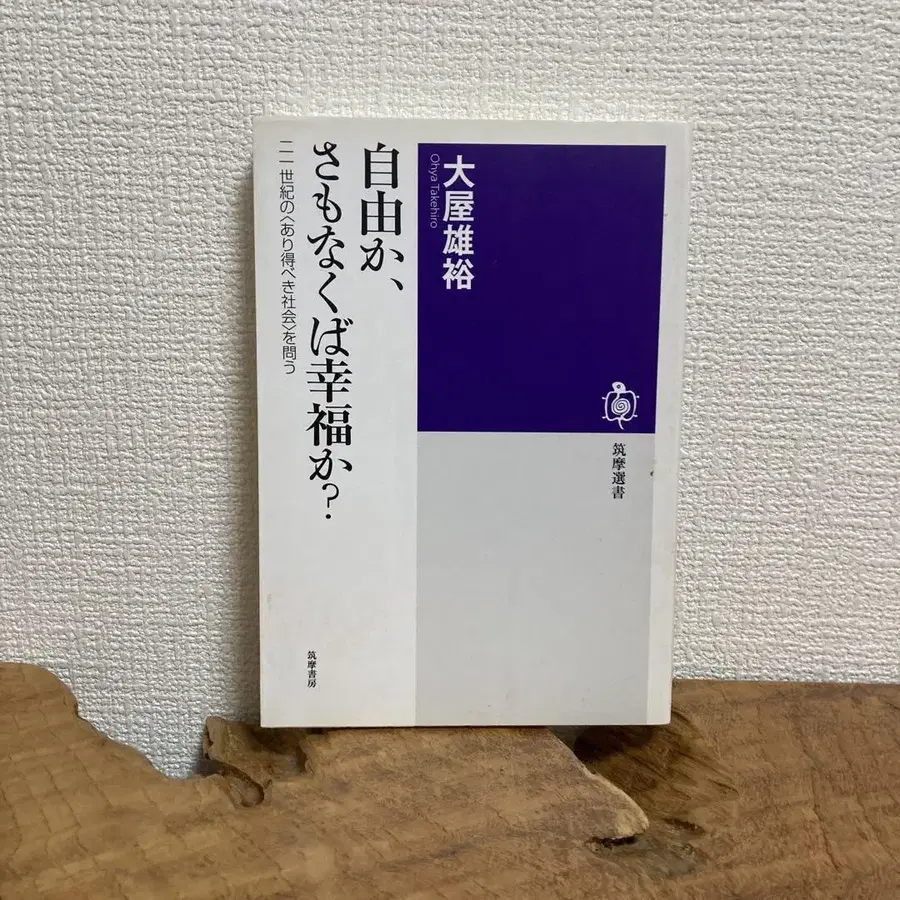 大屋雄裕
Ohya Takehiro
自由か、
さもなくば幸福か?
二一世紀の〈あり得べき社会〉を問う
筑摩選書
筑摩書房